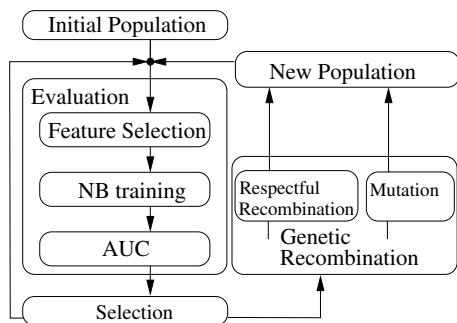 Initial Population
New Population
Evaluation
Feature Selection
NB training
AUC
Respectful
Recombination
Mutation
Genetic
Recombination
Selection